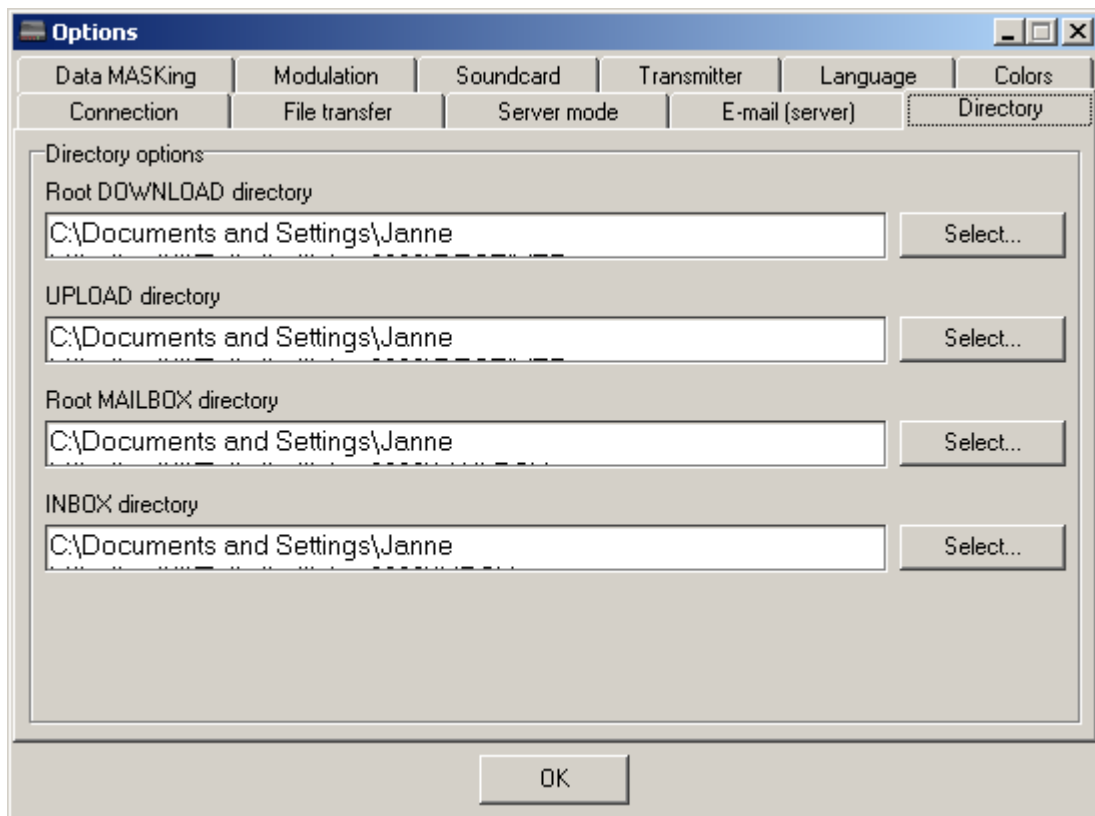 Options
Data MASKing Modulation Soundcard Transmitter Language Colors
Connection File transfer Server mode E-mail (server) Directory
Directory options
Root DOWNLOAD directory
C:\Documents and Settings\Janne
Select...
UPLOAD directory
C:\Documents and Settings\Janne
Select...
Root MAILBOX directory
C:\Documents and Settings\Janne
Select...
INBOX directory
C:\Documents and Settings\Janne
Select...
OK